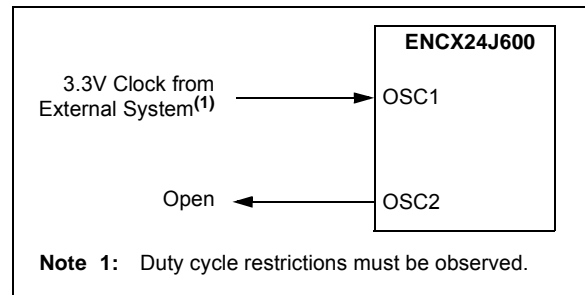 ENCX24J600
3.3V Clock from
External System(1)
OSC1
Open
OSC2
Note 1: Duty cycle restrictions must be observed.